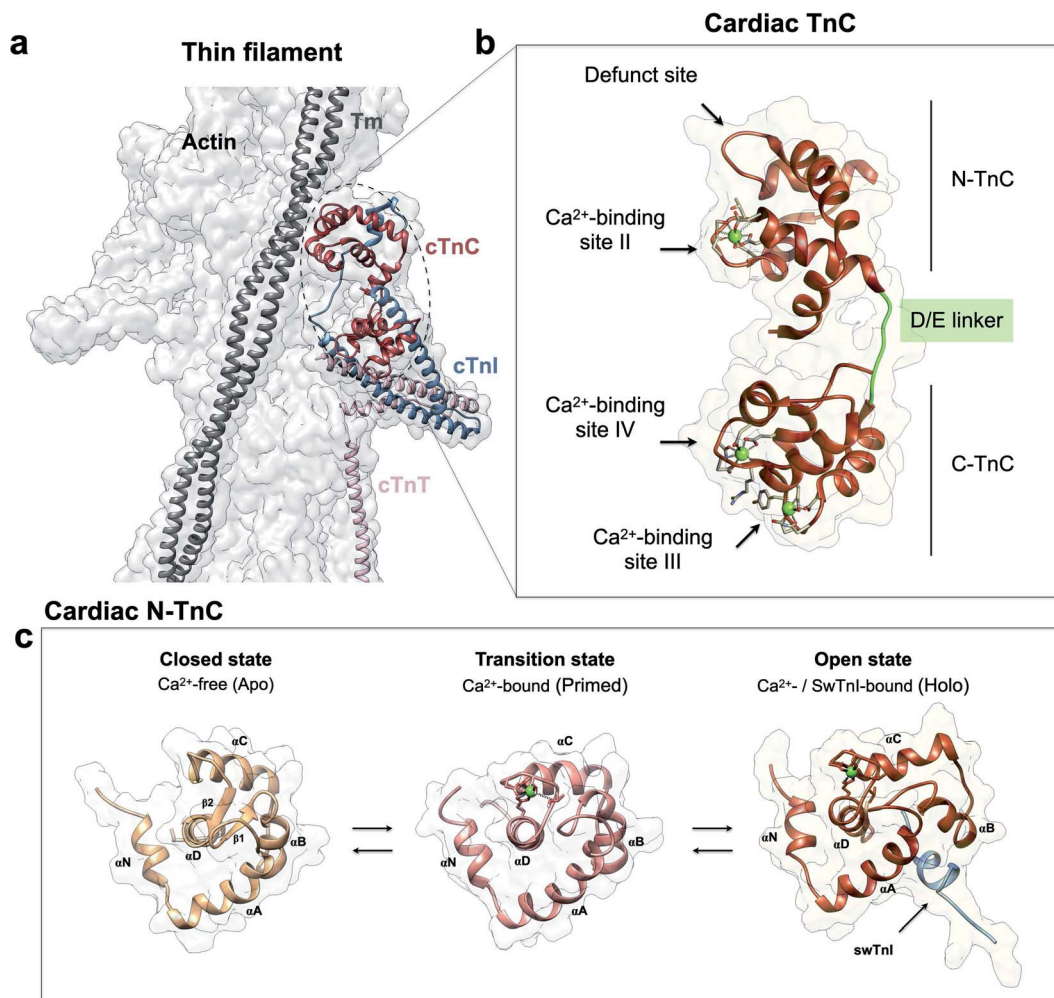 a
Thin filament
Actin
Tm
cTnC
cTnI
cTnT
b
Cardiac TnC
Defunct site
N-TnC
Ca²⁺-binding
site II
D/E linker
Ca²⁺-binding
site IV
C-TnC
Ca²⁺-binding
site III
Cardiac N-TnC
c
Closed state
Ca²⁺-free (Apo)
αC
β2
β1
αB
αN
αD
αA
Transition state
Ca²⁺-bound (Primed)
αC
αB
αN
αD
αA
Open state
Ca²⁺- / SwTnI-bound (Holo)
αC
αB
αN
αD
αA
swTnI